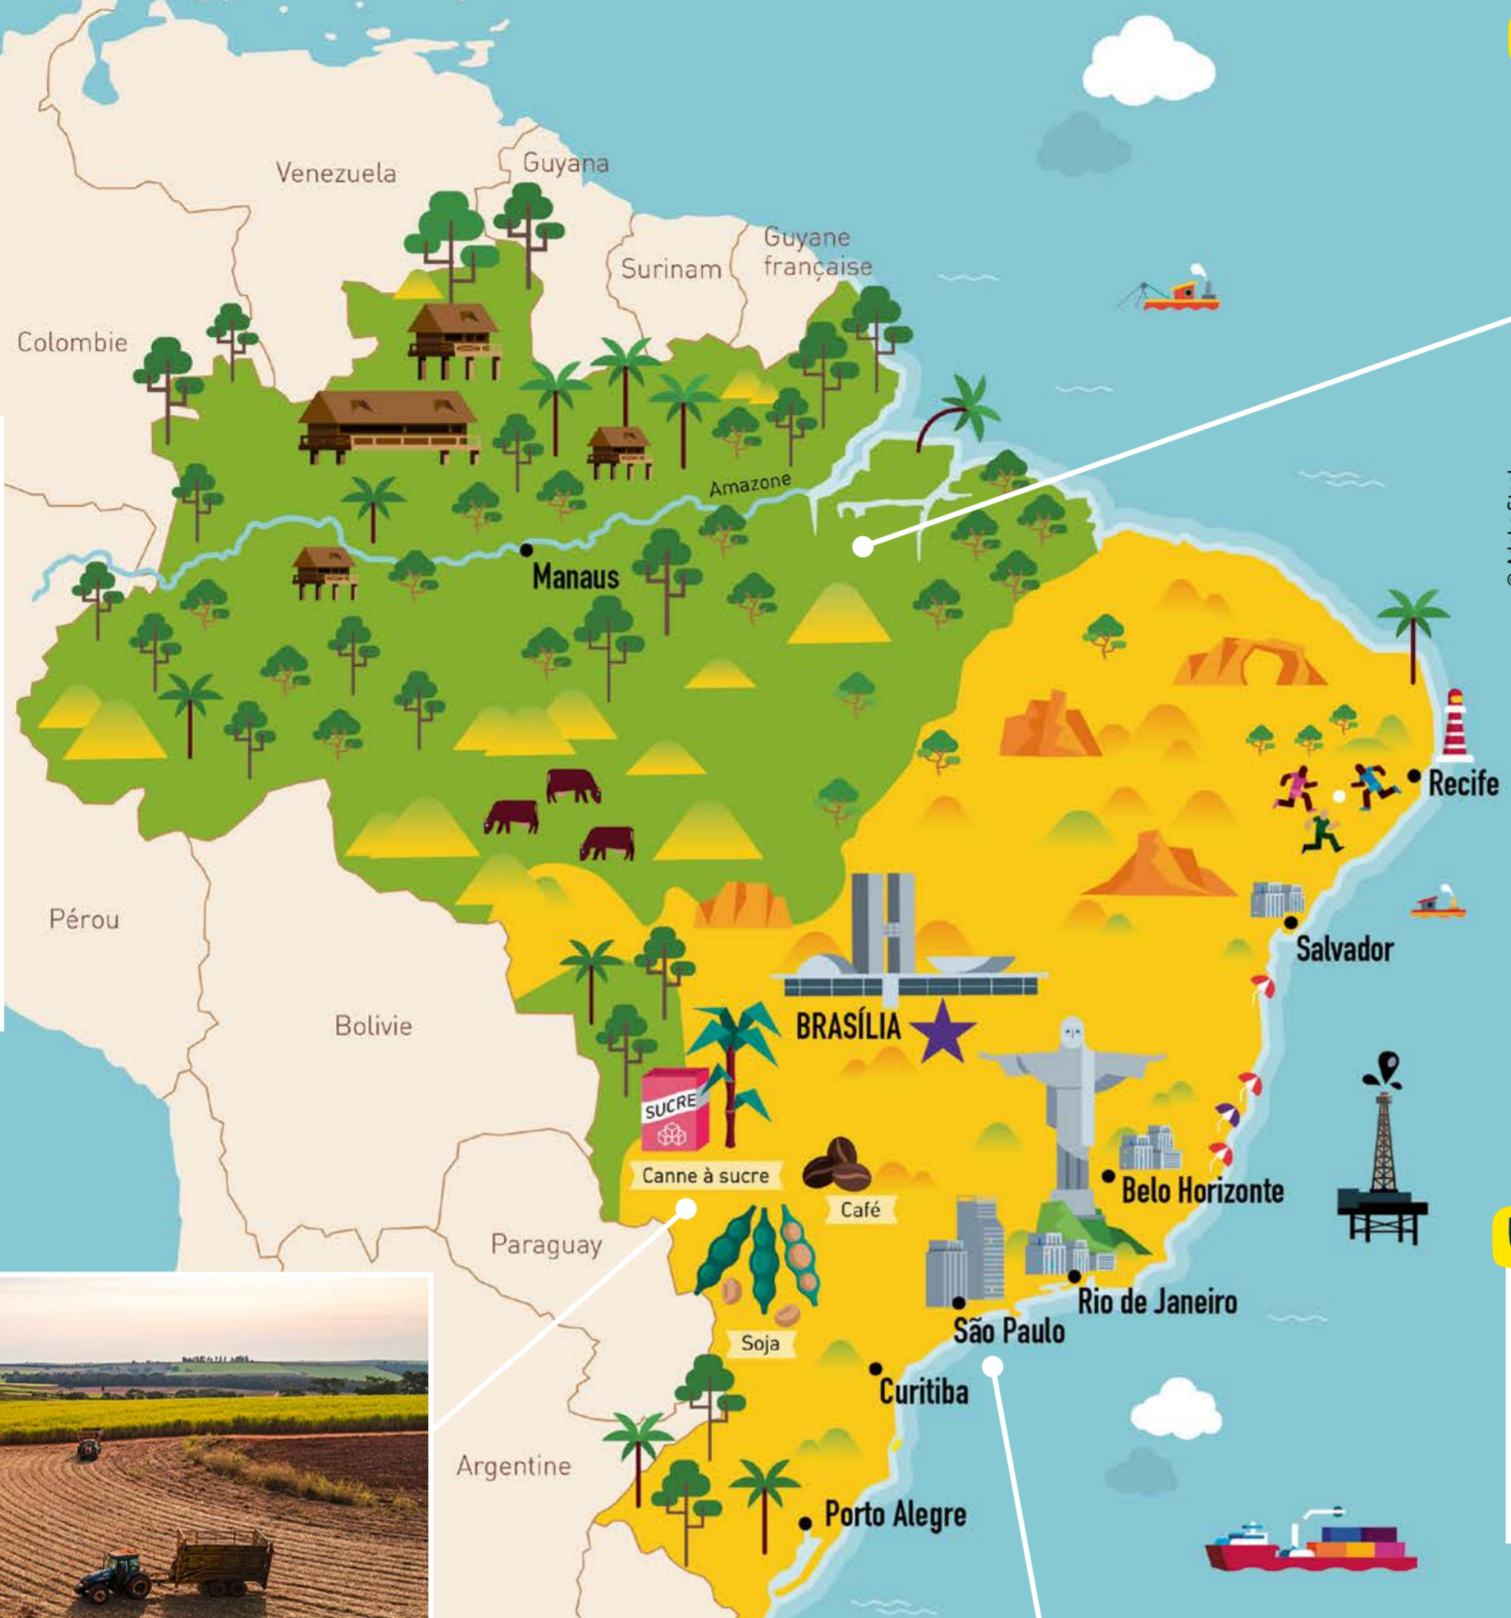 Venezuela
Guyana
Surinam
Guyane
française
Colombie
Amazone
Manaus
Recife
Pérou
Salvador
BRASÍLIA
Bolivie
SUCRE
Canne à sucre
Café
Belo Horizonte
Paraguay
Rio de Janeiro
São Paulo
Soja
Curitiba
Argentine
Porto Alegre